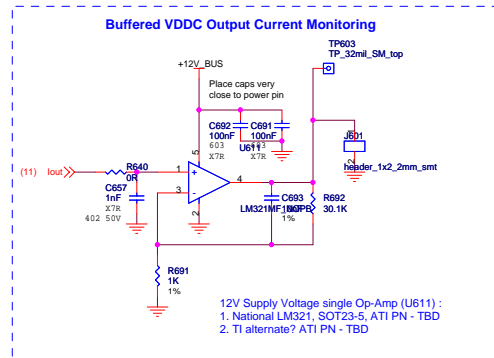 Buffered VDDC Output Current Monitoring
TP603
TP_32mil_SM_top
+12V_BUS
Place caps very
close to power pin
C692
100nF
603
X7R
C691
100nF
603
X7R
U611
J601
header_1x2_2mm_smt
(11) Iout
R640
0R
C657
1nF
X7R
402 50V
5
1
3
4
2
+
-
LM321MF_NOPB
C693
1%
R692
30.1K
R691
1K
1%
12V Supply Voltage single Op-Amp (U611) :
1. National LM321, SOT23-5, ATI PN - TBD
2. TI alternate? ATI PN - TBD